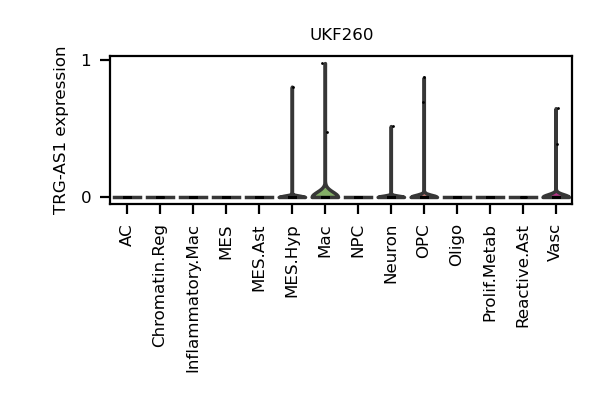 UKF260
TRG-AS1 expression
1
0
AC
Chromatin.Reg
Inflammatory.Mac
MES
MES.Ast
MES.Hyp
Mac
NPC
Neuron
OPC
Oligo
Prolif.Metab
Reactive.Ast
Vasc